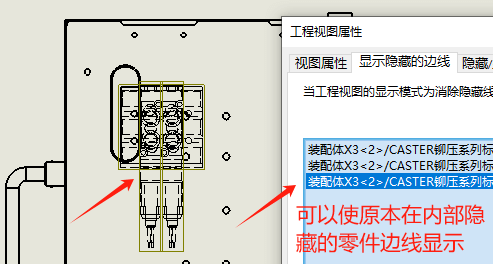 工程视图属性
视图属性 显示隐藏的边线 隐藏/
当工程视图的显示模式为消除隐藏线
装配体X3<2>/CASTER铆压系列标
装配体X3<2>/CASTER铆压系列标
装配体X3<2>/CASTER铆压系列标
可以使原本在内部隐
藏的零件边线显示